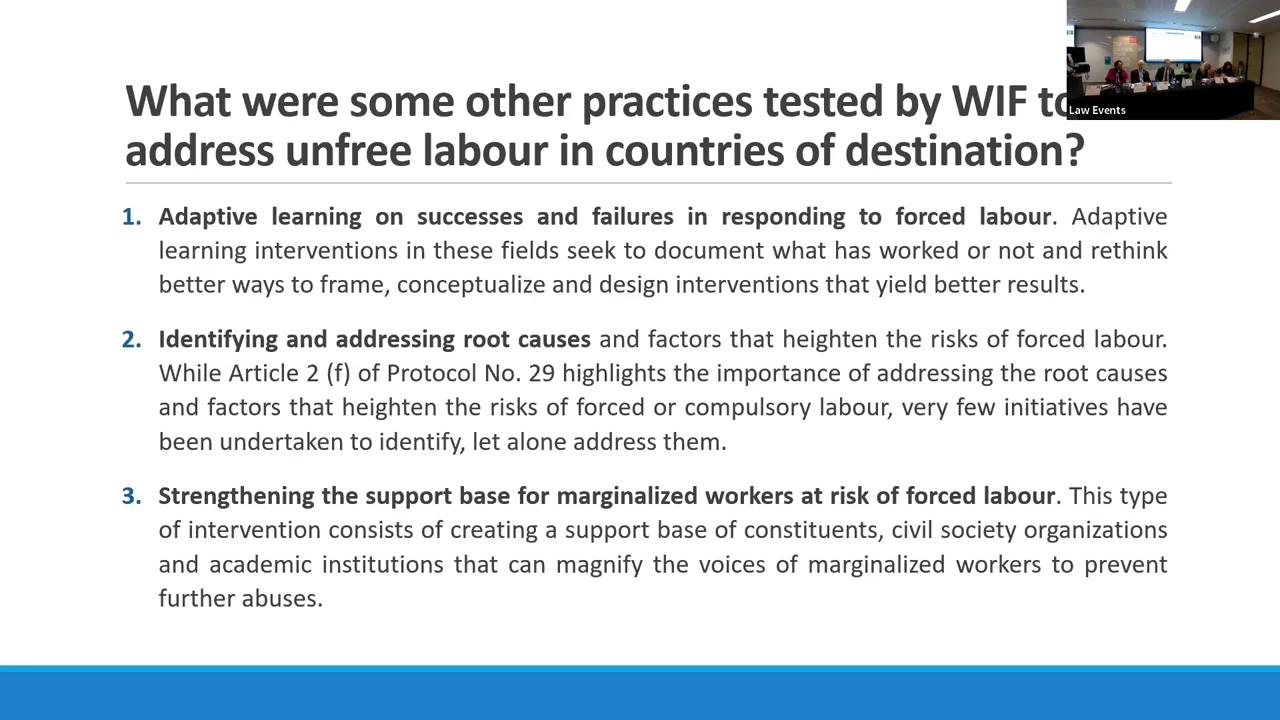 What were some other practices tested by WIF to
address unfree labour in countries of destination?
Law Events
1. Adaptive learning on successes and failures in responding to forced labour. Adaptive
learning interventions in these fields seek to document what has worked or not and rethink
better ways to frame, conceptualize and design interventions that yield better results.
2. Identifying and addressing root causes and factors that heighten the risks of forced labour.
While Article 2 (f) of Protocol No. 29 highlights the importance of addressing the root causes
and factors that heighten the risks of forced or compulsory labour, very few initiatives have
been undertaken to identify, let alone address them.
3. Strengthening the support base for marginalized workers at risk of forced labour. This type
of intervention consists of creating a support base of constituents, civil society organizations
and academic institutions that can magnify the voices of marginalized workers to prevent
further abuses.